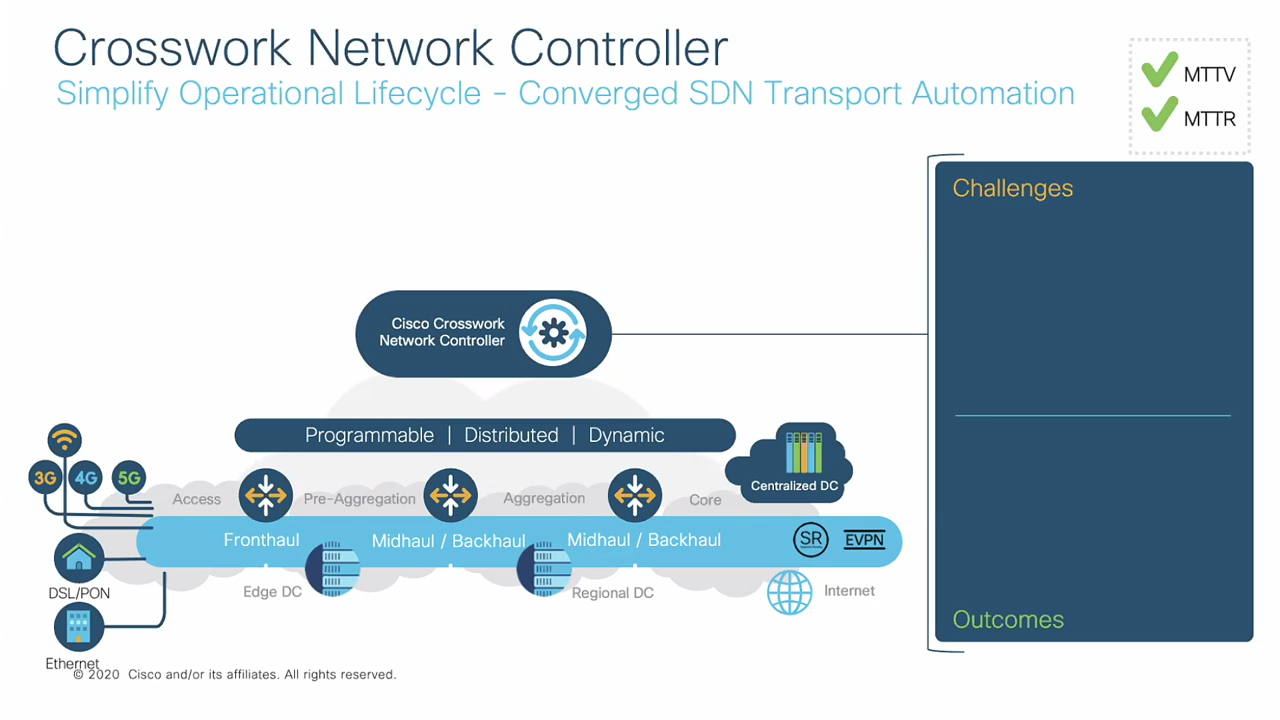 Crosswork Network Controller
Simplify Operational Lifecycle - Converged SDN Transport Automation
MTTV
MTTR
Challenges
Cisco Crosswork
Network Controller
Programmable | Distributed | Dynamic
Centralized DC
3G
4G
5G
Access
Pre-Aggregation
Aggregation
Core
Fronthaul
Midhaul / Backhaul
Midhaul / Backhaul
SR
EVPN
DSL/PON
Edge DC
Regional DC
Internet
Outcomes
Ethernet
© 2020 Cisco and/or its affiliates. All rights reserved.